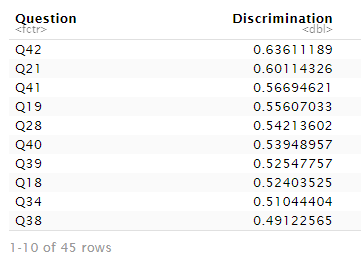 Question Discrimination
<fctr> <dbl>
Q42 0.63611189
Q21 0.60114326
Q41 0.56694621
Q19 0.55607033
Q28 0.54213602
Q40 0.53948957
Q39 0.52547757
Q18 0.52403525
Q34 0.51044404
Q38 0.49122565
1-10 of 45 rows